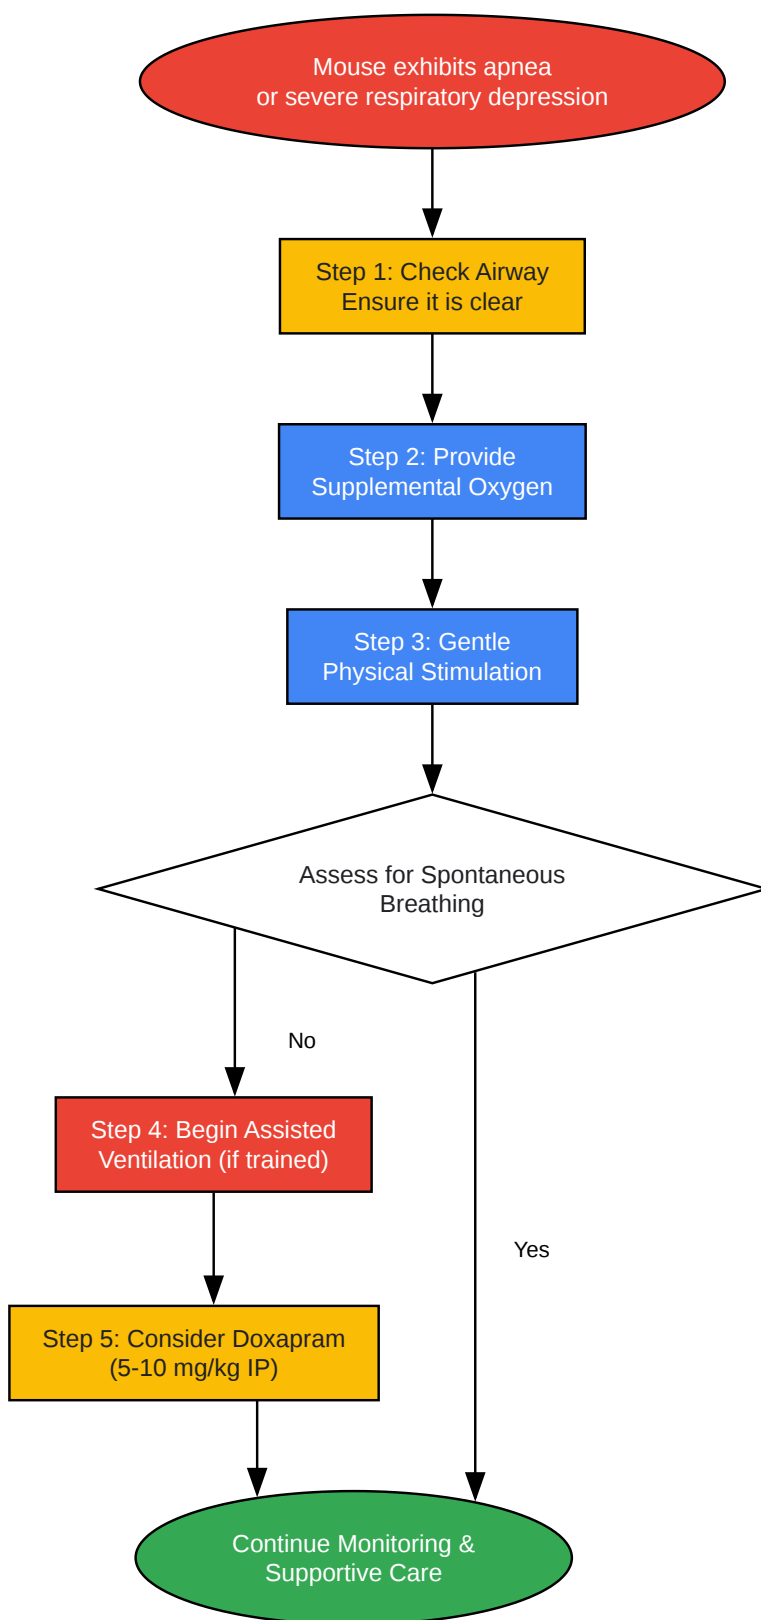 Mouse exhibits apnea
or severe respiratory depression
Step 1: Check Airway
Ensure it is clear
Step 2: Provide
Supplemental Oxygen
Step 3: Gentle
Physical Stimulation
Assess for Spontaneous
Breathing
No
Step 4: Begin Assisted
Ventilation (if trained)
Yes
Step 5: Consider Doxapram
(5-10 mg/kg IP)
Continue Monitoring &
Supportive Care